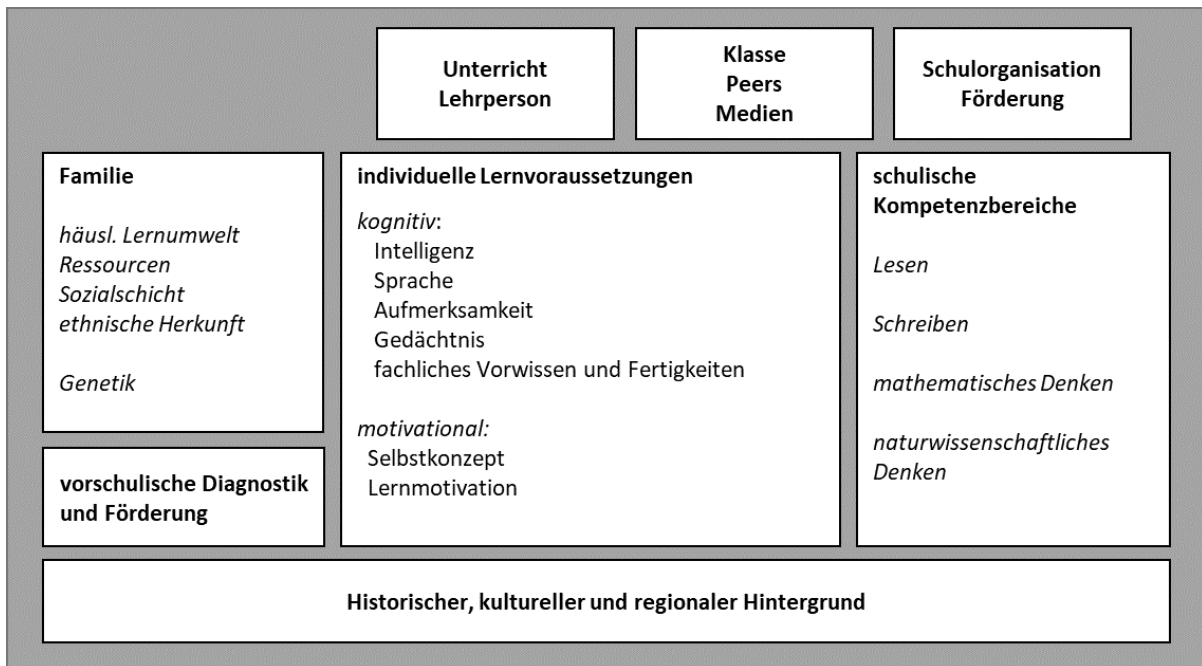 Unterricht
Lehrperson
Klasse
Peers
Medien
Schulorganisation
Förderung
Familie
häusl. Lernumwelt
Ressourcen
Sozialschicht
ethnische Herkunft
Genetik
vorschulische Diagnostik
und Förderung
individuelle Lernvoraussetzungen
kognitiv:
Intelligenz
Sprache
Aufmerksamkeit
Gedächtnis
fachliches Vorwissen und Fertigkeiten
motivational:
Selbstkonzept
Lernmotivation
schulische
Kompetenzbereiche
Lesen
Schreiben
mathematisches Denken
naturwissenschaftliches
Denken
Historischer, kultureller und regionaler Hintergrund